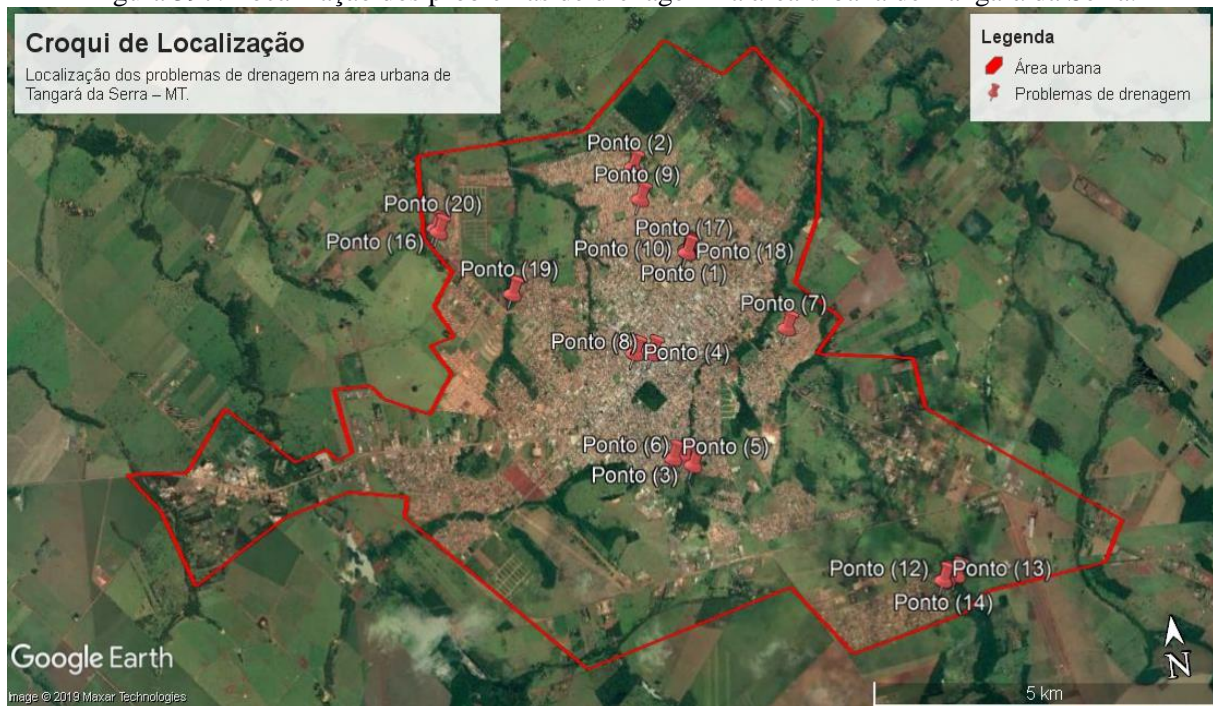 Croqui de Localização
Localização dos problemas de drenagem na área urbana de
Tangará da Serra – MT.
Legenda
Área urbana
Problemas de drenagem
Ponto (2)
Ponto (9)
Ponto (20)
Ponto (16)
Ponto (17)
Ponto (10)
Ponto (18)
Ponto (1)
Ponto (19)
Ponto (7)
Ponto (8)
Ponto (4)
Ponto (6)
Ponto (5)
Ponto (3)
Ponto (12)
Ponto (13)
Ponto (14)
Google Earth
Image © 2019 Maxar Technologies
N
5 km